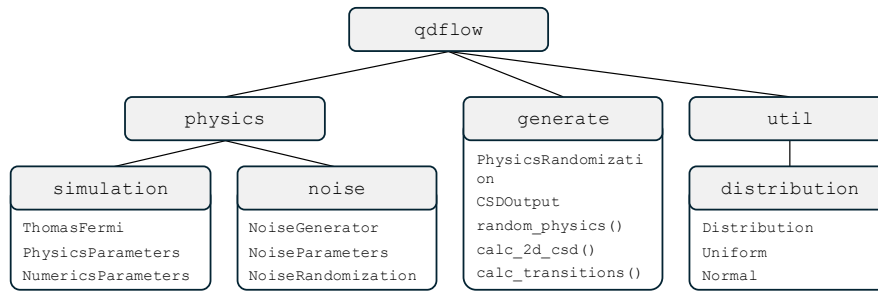 qdflow
physics
generate
util
simulation
noise
distribution
ThomasFermi
PhysicsParameters
NumericsParameters
NoiseGenerator
NoiseParameters
NoiseRandomization
PhysicsRandomizati
on
CSDOutput
random_physics()
calc_2d_csd()
calc_transitions()
Distribution
Uniform
Normal